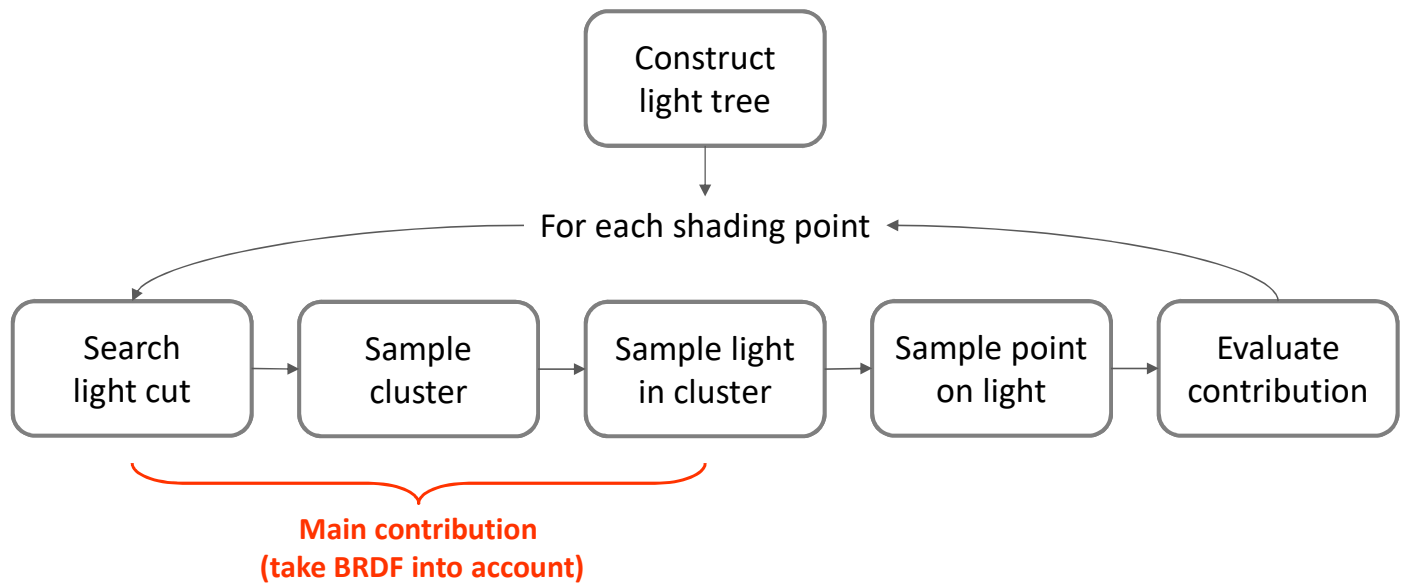 Construct
light tree
For each shading point
Search
light cut
Sample
cluster
Sample light
in cluster
Sample point
on light
Evaluate
contribution
Main contribution
(take BRDF into account)